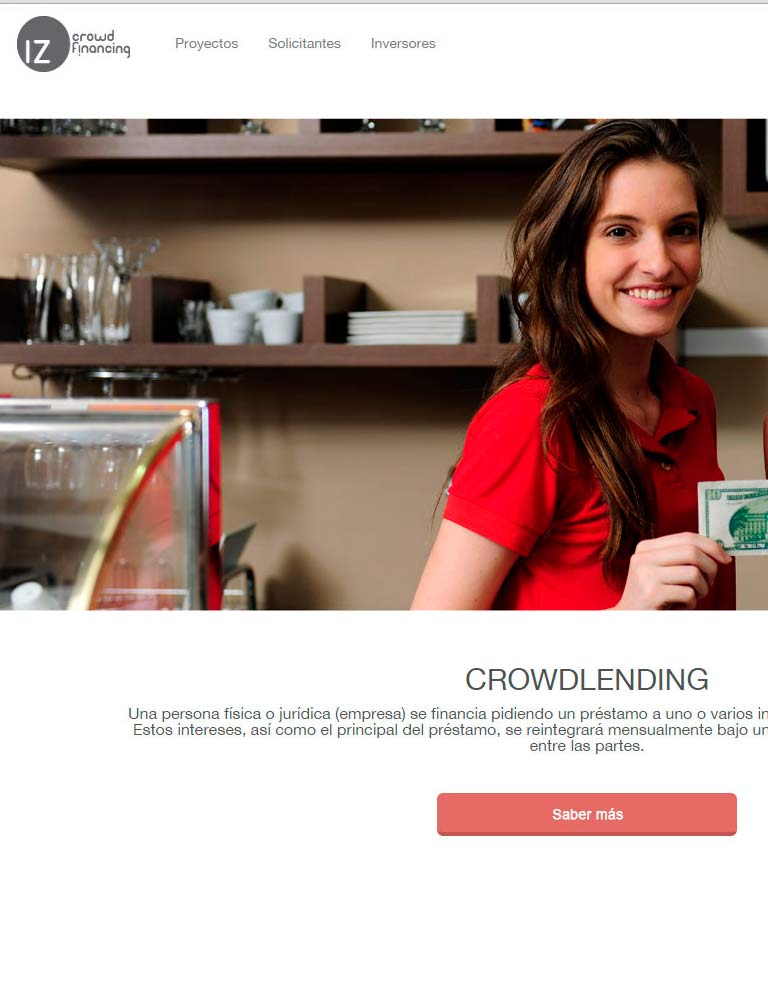 IZ crowd
financing
Proyectos Solicitantes Inversores
10
CROWDLENDING
Una persona física o jurídica (empresa) se financia pidiendo un préstamo a uno o varios in
Estos intereses, así como el principal del préstamo, se reintegrará mensualmente bajo un
entre las partes.
Saber más